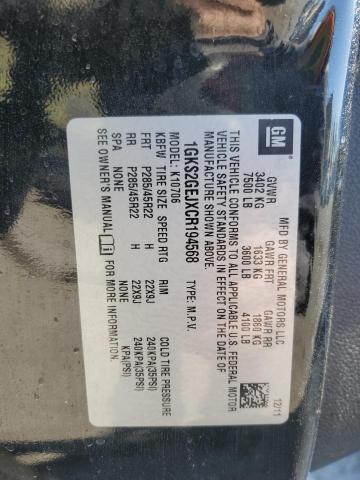 GM
MFD BY GENERAL MOTORS LLC
12/11
GVWR GAWR FRT GAWR RR
3402 KG 1633 KG 1860 KG
7500 LB 3600 LB 4100 LB
THIS VEHICLE CONFORMS TO ALL APPLICABLE U.S. FEDERAL MOTOR
VEHICLE SAFETY STANDARDS IN EFFECT ON THE DATE OF
MANUFACTURE SHOWN ABOVE.
1GKS2GEJXCR194568 TYPE: M.P.V.
MODEL: K10706
KBFW TIRE SIZE SPEED RTG RIM COLD TIRE PRESSURE
FRT P285/45R22 H 22X9J 240KPA(35PSI)
RR P285/45R22 H 22X9J 240KPA(35PSI)
SPA NONE NONE KPA(PSI)
SEE OWNER'S MANUAL i FOR MORE INFORMATION.